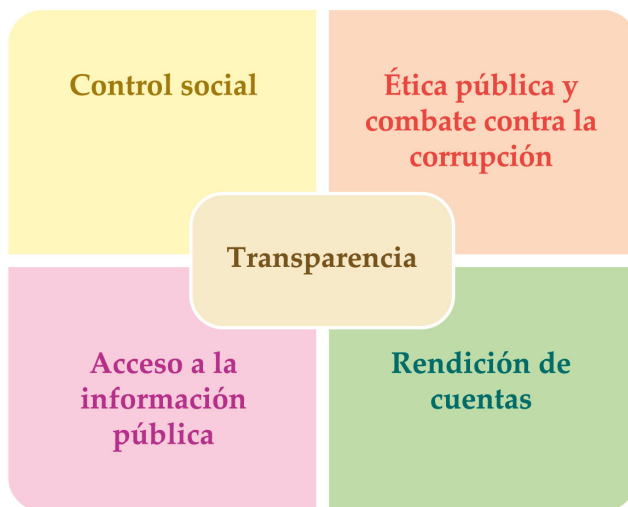 Control social
Ética pública y
combate contra la
corrupción
Transparencia
Acceso a la
información
pública
Rendición de
cuentas